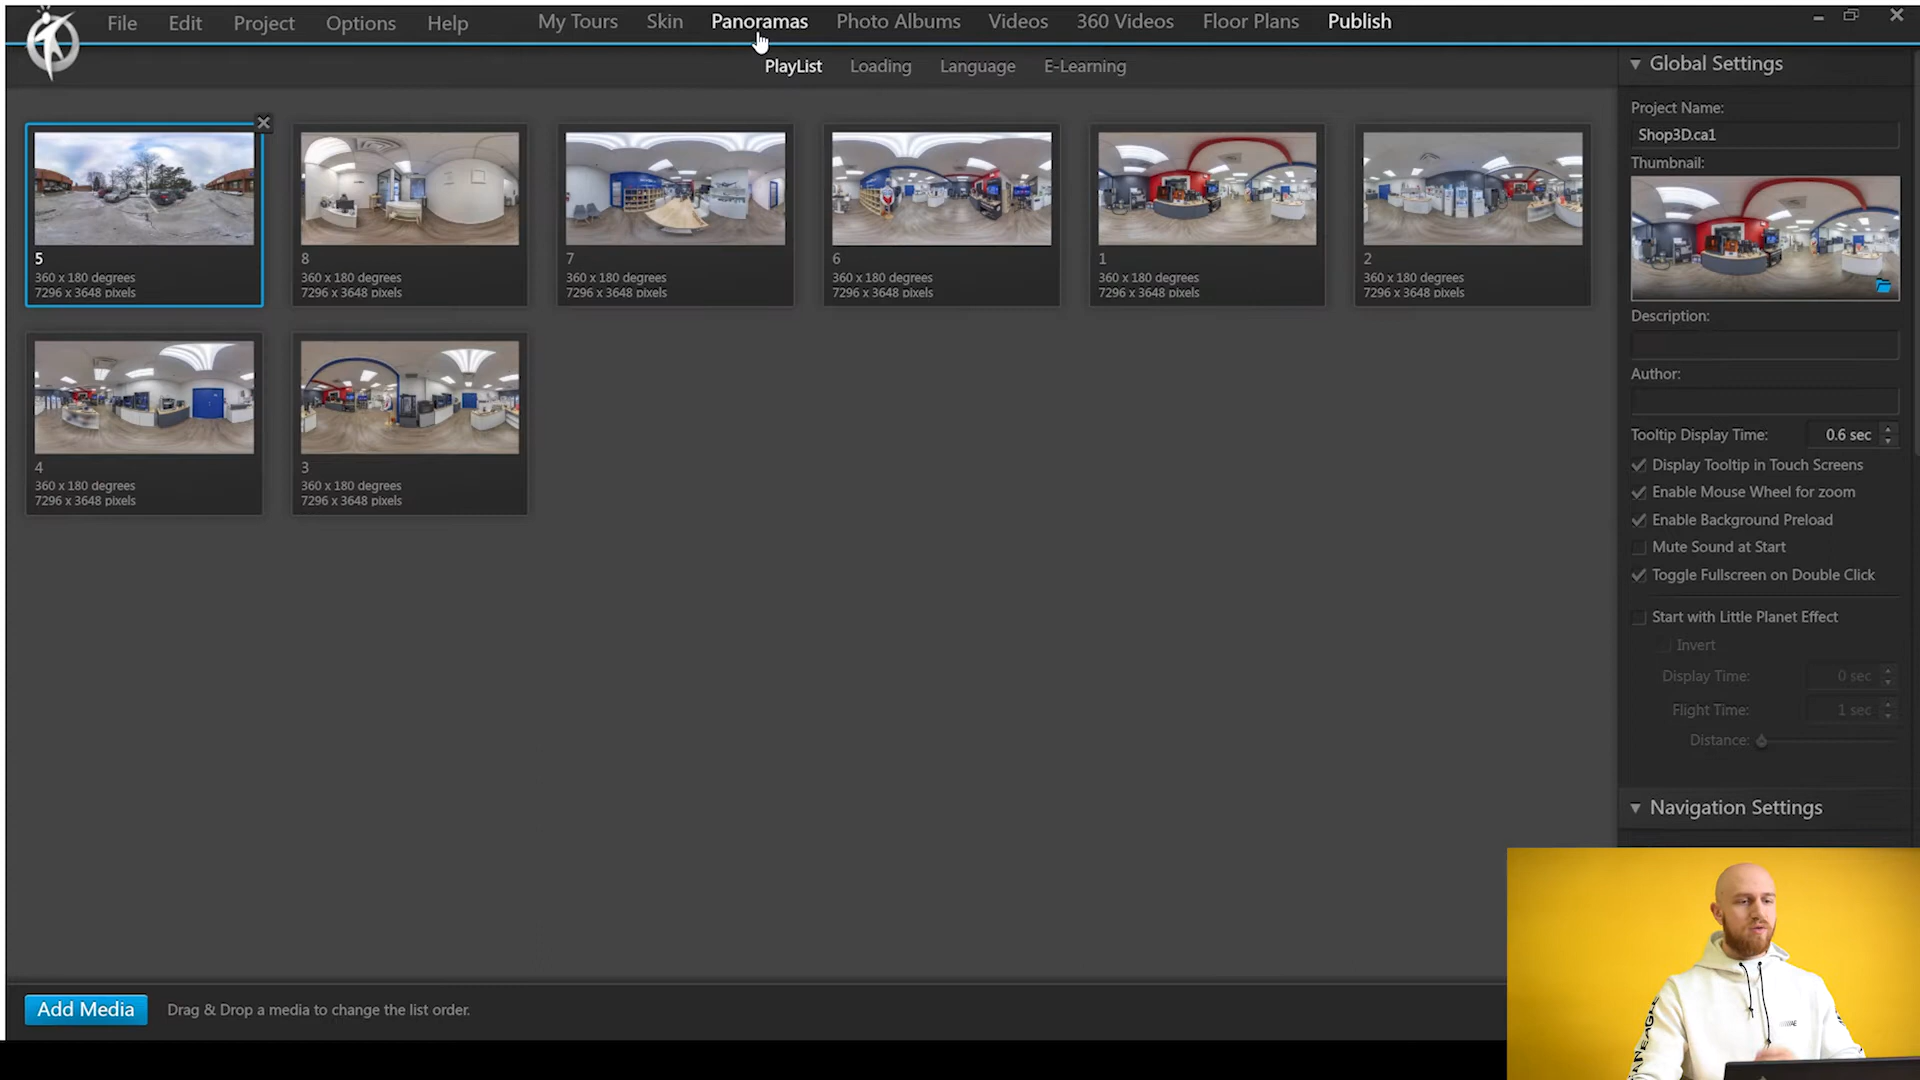 File Edit Project Options Help My Tours Skin Panoramas Photo Albums Videos 360 Videos Floor Plans Publish
PlayList Loading Language E-Learning
5
360 x 180 degrees
7296 x 3648 pixels
8
360 x 180 degrees
7296 x 3648 pixels
7
360 x 180 degrees
7296 x 3648 pixels
6
360 x 180 degrees
7296 x 3648 pixels
1
360 x 180 degrees
7296 x 3648 pixels
2
360 x 180 degrees
7296 x 3648 pixels
4
360 x 180 degrees
7296 x 3648 pixels
3
360 x 180 degrees
7296 x 3648 pixels
Global Settings
Project Name:
Shop3D.ca1
Thumbnail:
Description:
Author:
Tooltip Display Time: 0.6 sec
Display Tooltip in Touch Screens
Enable Mouse Wheel for zoom
Enable Background Preload
Mute Sound at Start
Toggle Fullscreen on Double Click
Start with Little Planet Effect
Invert
Display Time: 0 sec
Flight Time: 1 sec
Distance:
Navigation Settings
Add Media Drag & Drop a media to change the list order.